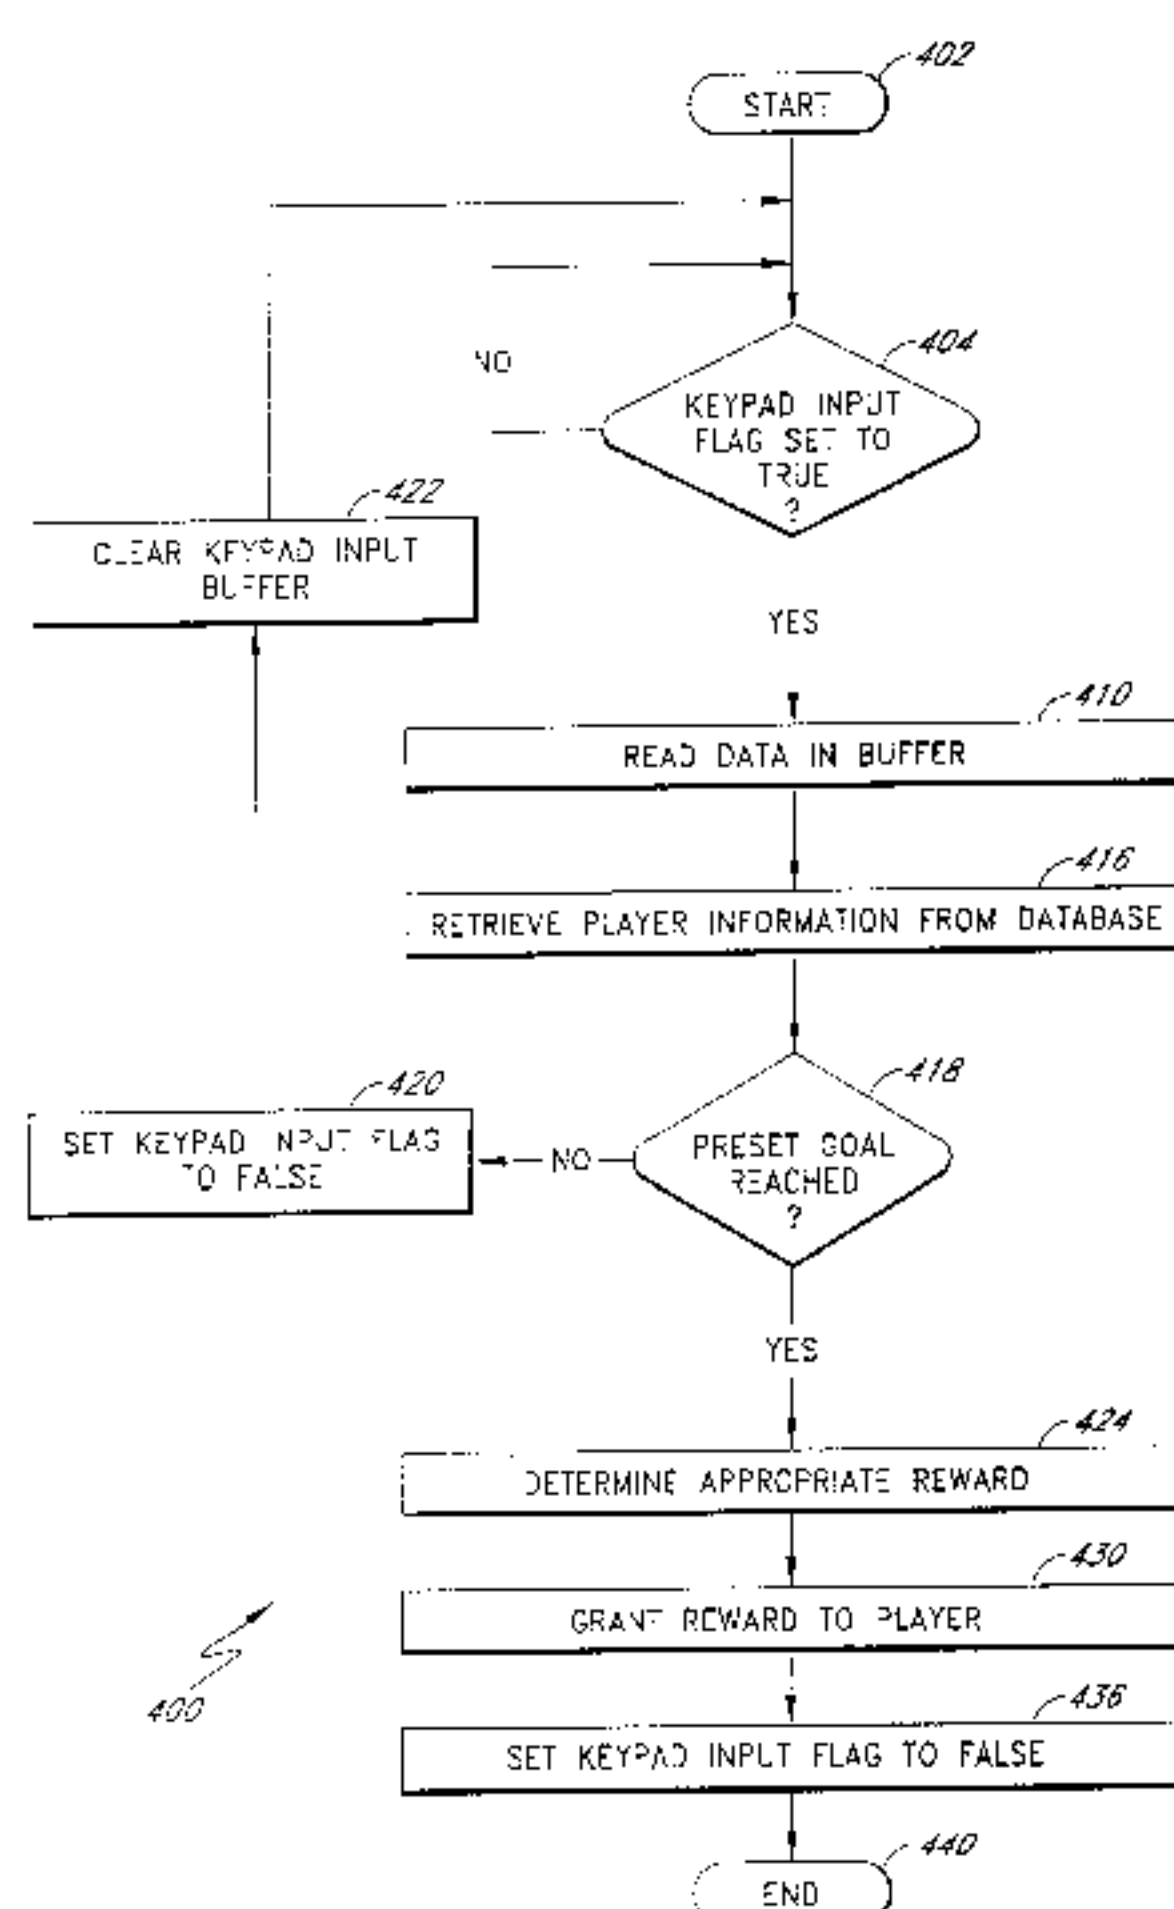 402
START
404
NO
KEYPAD INPUT
FLAG SET TO
TRUE
?
422
CLEAR KEYPAD INPUT
BUFFER
YES
410
READ DATA IN BUFFER
416
RETRIEVE PLAYER INFORMATION FROM DATABASE
418
420
SET KEYPAD INPUT FLAG
TO FALSE
NO
PRESET GOAL
REACHED
?
YES
424
DETERMINE APPROPRIATE REWARD
430
GRANT REWARD TO PLAYER
400
436
SET KEYPAD INPUT FLAG TO FALSE
440
END